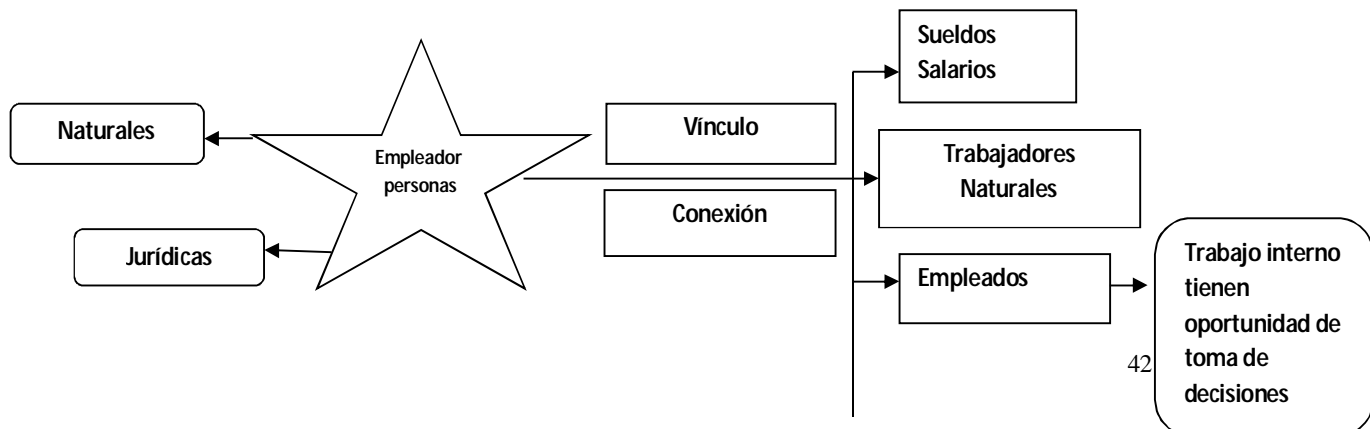 Sueldos
Salarios
Naturales
Empleador
personas
Vínculo
Trabajadores
Naturales
Conexión
Jurídicas
Empleados
Trabajo interno
tienen
oportunidad de
toma de
decisiones
42